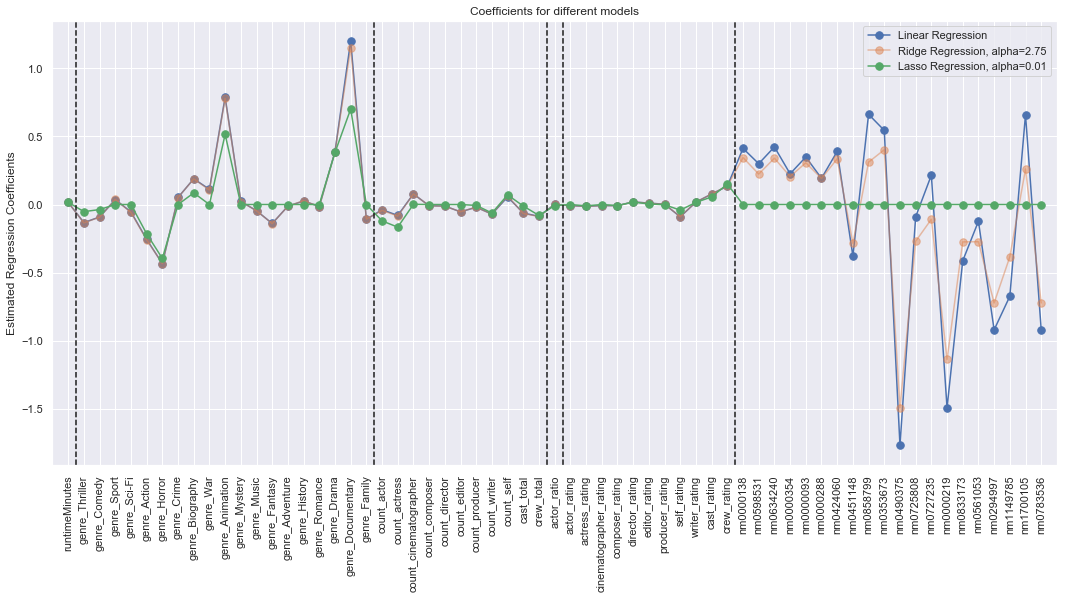 Coefficients for different models
Linear Regression
Ridge Regression, alpha=2.75
Lasso Regression, alpha=0.01
Estimated Regression Coefficients
1.0
0.5
0.0
−0.5
−1.0
−1.5
runtimeMinutes
genre_Thriller
genre_Comedy
genre_Sport
genre_Sci-Fi
genre_Action
genre_Horror
genre_Crime
genre_Biography
genre_War
genre_Animation
genre_Mystery
genre_Music
genre_Fantasy
genre_Adventure
genre_History
genre_Romance
genre_Drama
genre_Documentary
genre_Family
count_actor
count_actress
count_cinematographer
count_composer
count_director
count_editor
count_producer
count_writer
count_self
cast_total
crew_total
actor_ratio
actor_rating
actress_rating
cinematographer_rating
composer_rating
director_rating
editor_rating
producer_rating
self_rating
writer_rating
cast_rating
crew_rating
nm0000138
nm0598531
nm0634240
nm0000354
nm0000093
nm0000288
nm0424060
nm0451148
nm0858799
nm0353673
nm0490375
nm0725808
nm0727235
nm0000219
nm0833173
nm0561053
nm0294997
nm1149785
nm1700105
nm0783536